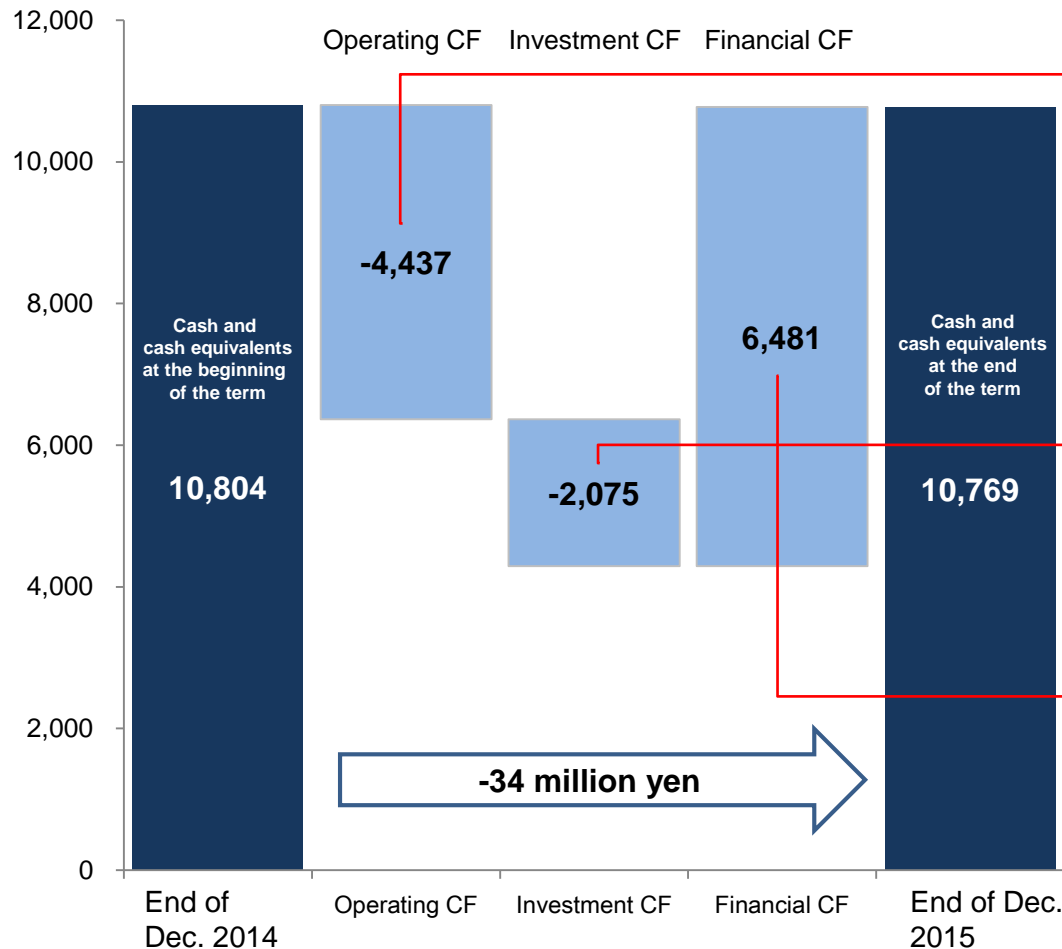 12,000
10,000
8,000
6,000
4,000
2,000
0
Operating CF
Investment CF
Financial CF
Cash and
cash equivalents
at the beginning
of the term
10,804
-4,437
-2,075
6,481
Cash and
cash equivalents
at the end
of the term
10,769
-34 million yen
End of
Dec. 2014
Operating CF
Investment CF
Financial CF
End of Dec.
2015